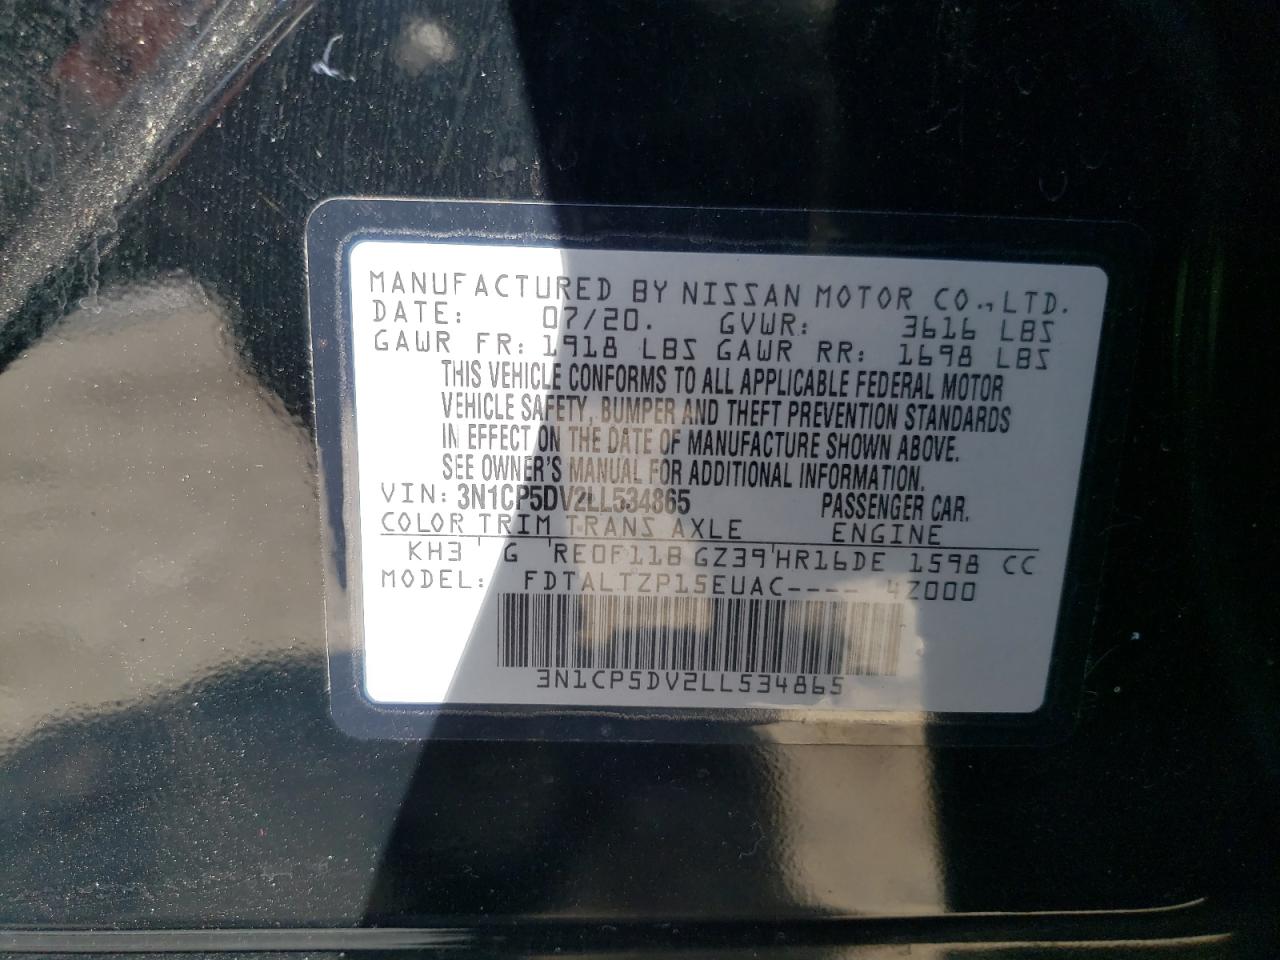 MANUFACTURED BY NISSAN MOTOR CO., LTD.
DATE: 07/20. GVWR: 3616 LBS
GAWR FR: 1918 LBS GAWR RR: 1698 LBS
THIS VEHICLE CONFORMS TO ALL APPLICABLE FEDERAL MOTOR
VEHICLE SAFETY, BUMPER AND THEFT PREVENTION STANDARDS
IN EFFECT ON THE DATE OF MANUFACTURE SHOWN ABOVE.
SEE OWNER'S MANUAL FOR ADDITIONAL INFORMATION.
VIN: 3N1CP5DV2LL534865 PASSENGER CAR.
COLOR TRIM TRANS AXLE ENGINE
KH3 ' G 'RE0F11B GZ39'HR16DE 1598 CC
MODEL: FDTALTZP15EUAC---- 4Z000
3N1CP5DV2LL534865